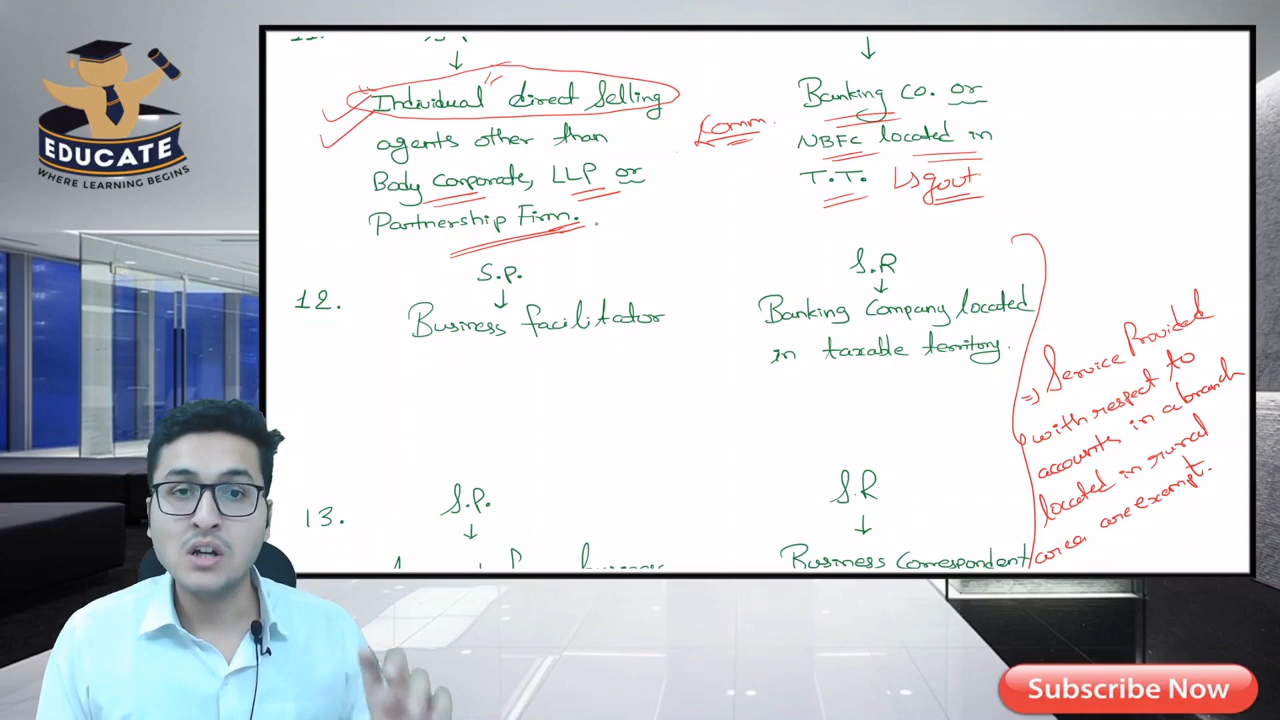 EDUCATE
WHERE LEARNING BEGINS
Individual direct Selling
agents other than
Body Corporate, LLP or
Partnership Firm.
Comm.
Banking Co. or
NBFC located in
T.T.
12.
S.P.
↓
Business facilitator
S.R
↓
Banking Company located
in taxable territory.
⇒ Service Provided
with respect to
accounts in a branch
located in rural
area are exempt.
13.
S.P.
↓
S.R
↓
Business Correspondent
Subscribe Now